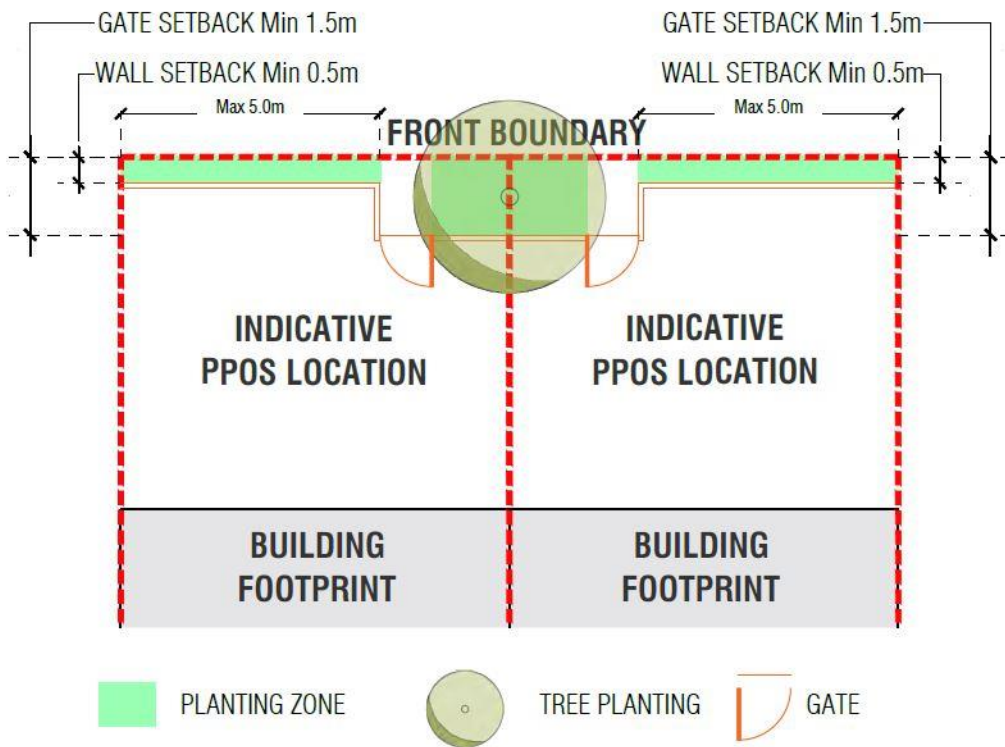 GATE SETBACK Min 1.5m
GATE SETBACK Min 1.5m
WALL SETBACK Min 0.5m
WALL SETBACK Min 0.5m
Max 5.0m
Max 5.0m
FRONT BOUNDARY
INDICATIVE
PPOS LOCATION
INDICATIVE
PPOS LOCATION
BUILDING
FOOTPRINT
BUILDING
FOOTPRINT
PLANTING ZONE
TREE PLANTING
GATE